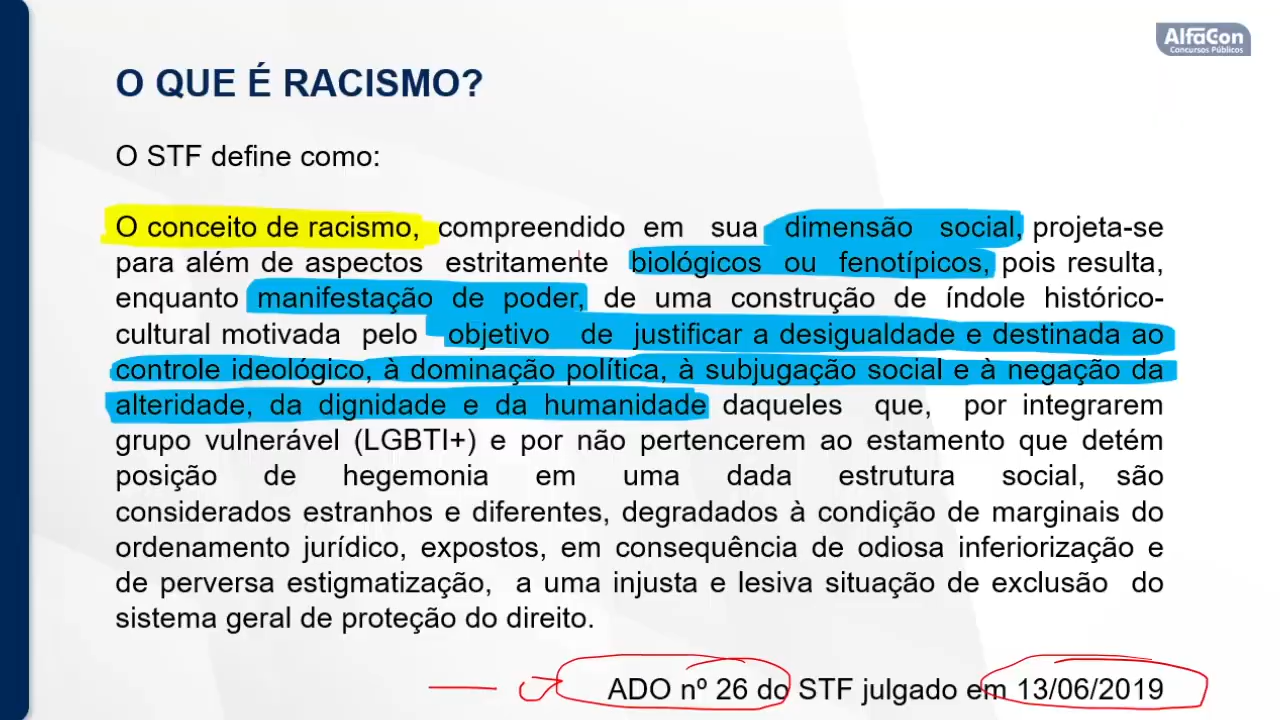 AlfaCon
Concursos Públicos
O QUE É RACISMO?
O STF define como:
O conceito de racismo, compreendido em sua dimensão social, projeta-se
para além de aspectos estritamente biológicos ou fenotípicos, pois resulta,
enquanto manifestação de poder, de uma construção de índole histórico-
cultural motivada pelo objetivo de justificar a desigualdade e destinada ao
controle ideológico, à dominação política, à subjugação social e à negação da
alteridade, da dignidade e da humanidade daqueles que, por integrarem
grupo vulnerável (LGBTI+) e por não pertencerem ao estamento que detém
posição de hegemonia em uma dada estrutura social, são
considerados estranhos e diferentes, degradados à condição de marginais do
ordenamento jurídico, expostos, em consequência de odiosa inferiorização e
de perversa estigmatização, a uma injusta e lesiva situação de exclusão do
sistema geral de proteção do direito.
ADO nº 26 do STF julgado em 13/06/2019